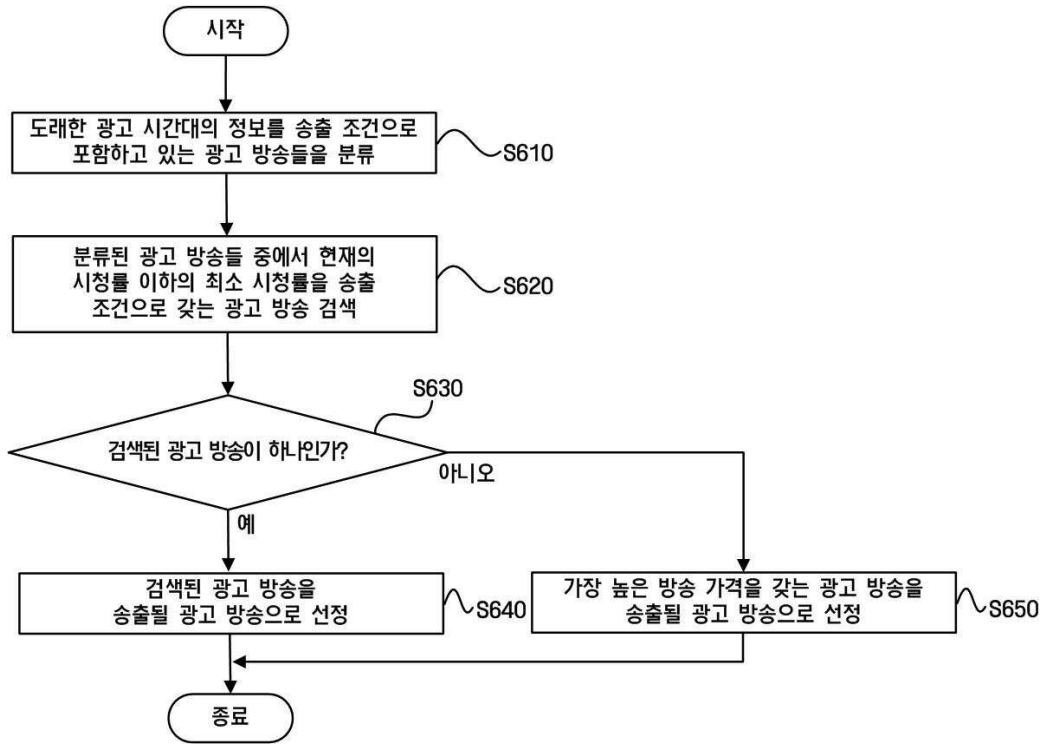 시작
도래한 광고 시간대의 정보를 송출 조건으로
포함하고 있는 광고 방송들을 분류
S610
분류된 광고 방송들 중에서 현재의
시청률 이하의 최소 시청률을 송출
조건으로 갖는 광고 방송 검색
S620
S630
검색된 광고 방송이 하나인가?
아니오
예
검색된 광고 방송을
송출될 광고 방송으로 선정
S640
가장 높은 방송 가격을 갖는 광고 방송을
송출될 광고 방송으로 선정
S650
종료